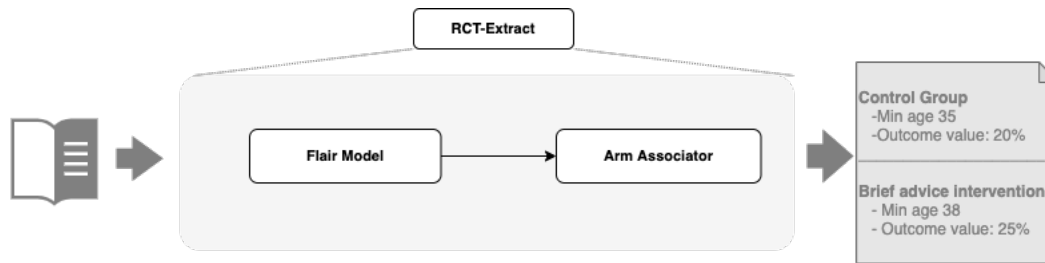 RCT-Extract
Flair Model
Arm Associator
Control Group
-Min age 35
-Outcome value: 20%
Brief advice intervention
- Min age 38
- Outcome value: 25%